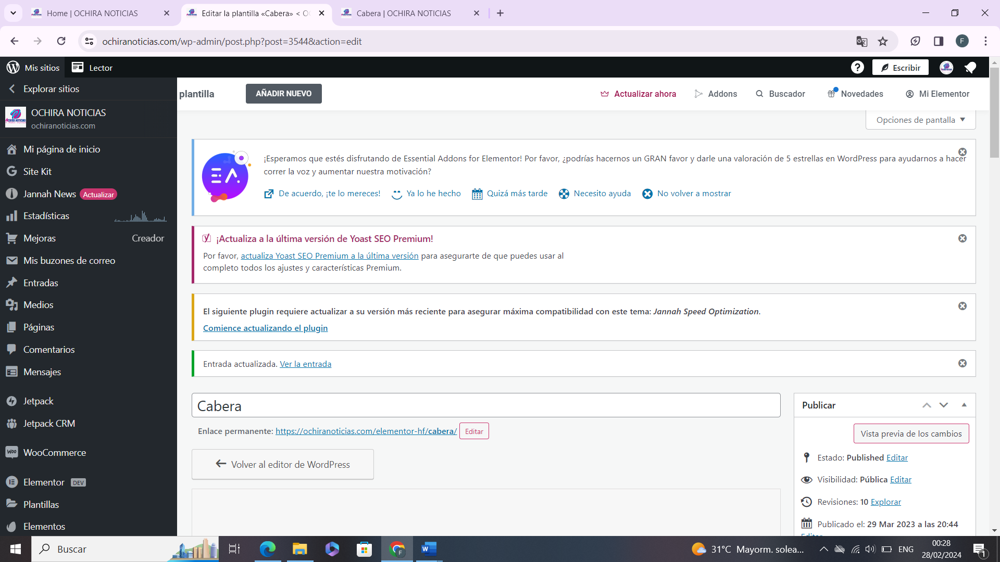 Home | OCHIRA NOTICIAS
Editar la plantilla «Cabera» < O
Cabera | OCHIRA NOTICIAS
ochiranoticias.com/wp-admin/post.php?post=3544&action=edit
F
Mis sitios
Lector
Escribir
Explorar sitios
plantilla
AÑADIR NUEVO
Actualizar ahora
Addons
Buscador
Novedades
Mi Elementor
OCHIRA NOTICIAS
ochiranoticias.com
Opciones de pantalla
Mi página de inicio
Site Kit
Jannah News Actualizar
Estadísticas
Mejoras Creador
Mis buzones de correo
Entradas
Medios
Páginas
Comentarios
Mensajes
Jetpack
Jetpack CRM
WooCommerce
Elementor DEV
Plantillas
Elementos
¡Esperamos que estés disfrutando de Essential Addons for Elementor! Por favor, ¿podrías hacernos un GRAN favor y darle una valoración de 5 estrellas en WordPress para ayudarnos a hacer
correr la voz y aumentar nuestra motivación?
De acuerdo, ¡te lo mereces!
Ya lo he hecho
Quizá más tarde
Necesito ayuda
No volver a mostrar
¡Actualiza a la última versión de Yoast SEO Premium!
Por favor, actualiza Yoast SEO Premium a la última versión para asegurarte de que puedes usar al
completo todos los ajustes y características Premium.
El siguiente plugin requiere actualizar a su versión más reciente para asegurar máxima compatibilidad con este tema: Jannah Speed Optimization.
Comience actualizando el plugin
Entrada actualizada. Ver la entrada
Cabera
Enlace permanente: https://ochiranoticias.com/elementor-hf/cabera/ Editar
Volver al editor de WordPress
Publicar
Vista previa de los cambios
Estado: Published Editar
Visibilidad: Pública Editar
Revisiones: 10 Explorar
Publicado el: 29 Mar 2023 a las 20:44
Editar
Buscar
31°C Mayorm. solea...
ENG
00:28
28/02/2024
1